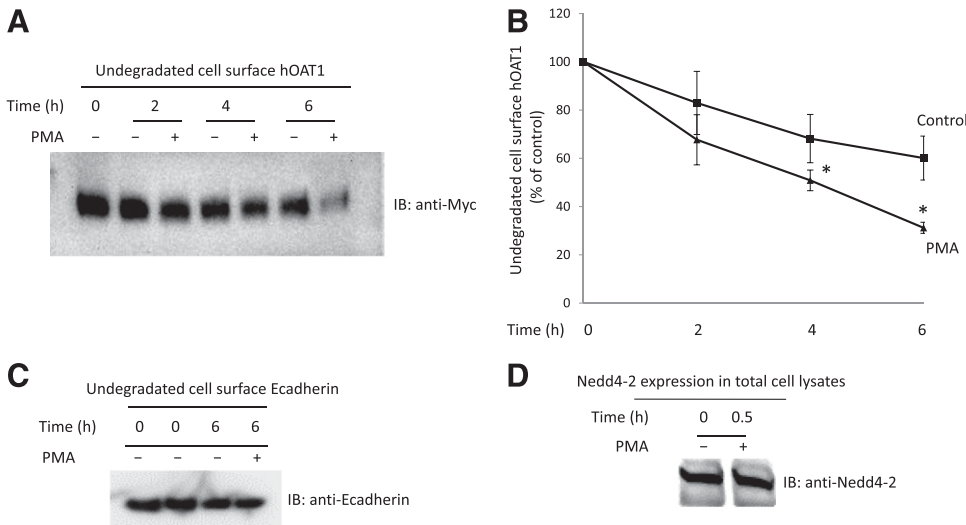 A
Undegradated cell surface hOAT1
Time (h) 0 2 4 6
PMA – – + – + – +
IB: anti-Myc
B
Undegradated cell surface hOAT1
(% of control)
120
100
80
60
40
20
0
Control
*
*
PMA
Time (h) 0 2 4 6
C
Undegradated cell surface Ecadherin
Time (h) 0 0 6 6
PMA – – – +
IB: anti-Ecadherin
D
Nedd4-2 expression in total cell lysates
Time (h) 0 0.5
PMA – +
IB: anti-Nedd4-2